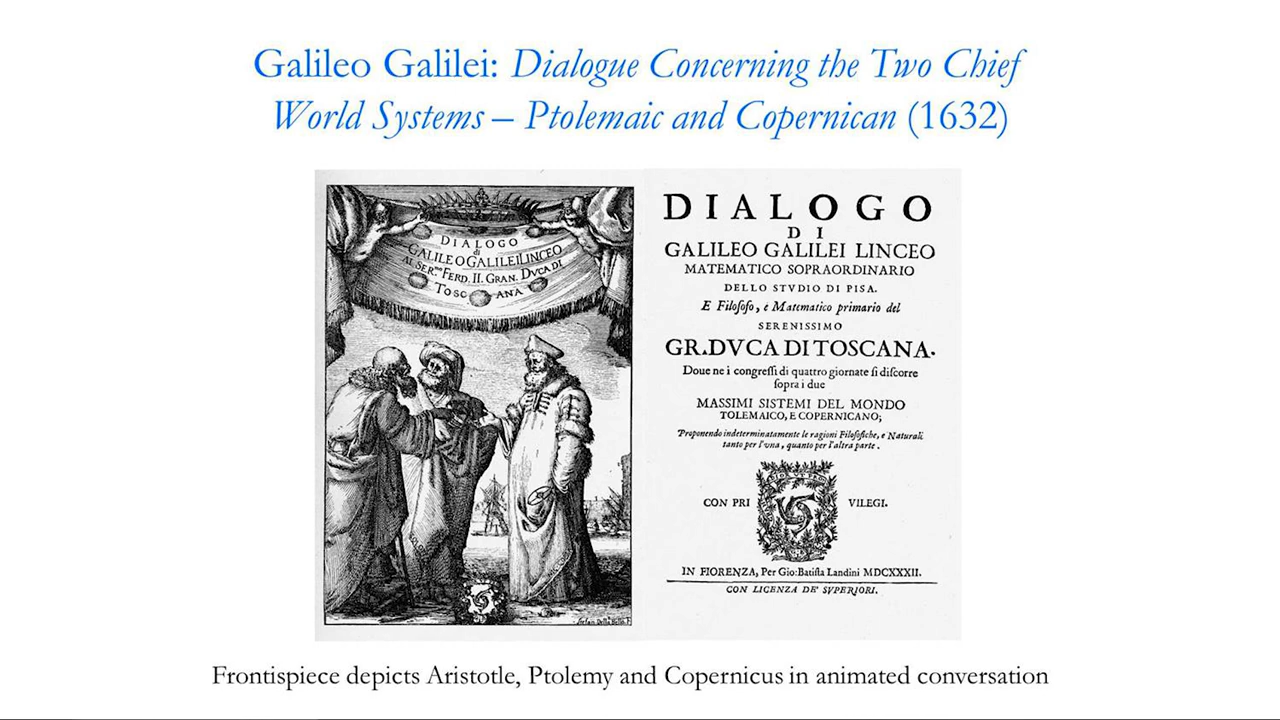 Galileo Galilei: Dialogue Concerning the Two Chief
World Systems – Ptolemaic and Copernican (1632)
DIALOGO
di
GALILEO GALILEI LINCEO
AL SER.mo FERD. II. GRAN. DVCA DI
TOSCANA
DIALOGO
DI
GALILEO GALILEI LINCEO
MATEMATICO SOPRAORDINARIO
DELLO STVDIO DI PISA.
E Filosofo, e Matematico primario del
SERENISSIMO
GR.DVCA DI TOSCANA.
Doue ne i congreſſi di quattro giornate ſi diſcorre
ſopra i due
MASSIMI SISTEMI DEL MONDO
TOLEMAICO, E COPERNICANO;
Proponendo indeterminatamente le ragioni Filoſofiche, e Naturali
tanto per l'vna, quanto per l'altra parte.
CON PRI VILEGI.
IN FIORENZA, Per Gio:Batiſta Landini MDCXXXII.
CON LICENZA DE' SVPERIORI.
Frontispiece depicts Aristotle, Ptolemy and Copernicus in animated conversation